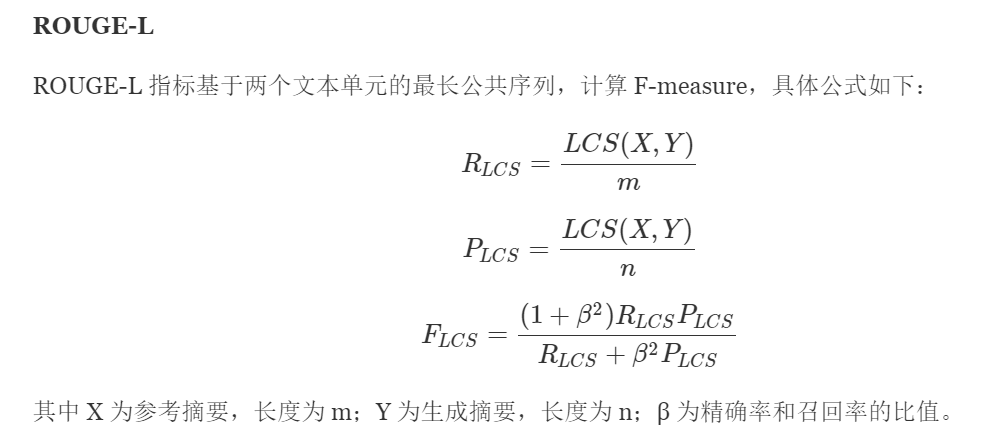 ROUGE-L
ROUGE-L 指标基于两个文本单元的最长公共序列，计算 F-measure，具体公式如下：
R_{LCS} = \frac{LCS(X, Y)}{m}
P_{LCS} = \frac{LCS(X, Y)}{n}
F_{LCS} = \frac{(1 + β^2)R_{LCS}P_{LCS}}{R_{LCS} + β^2 P_{LCS}}
其中 X 为参考摘要，长度为 m；Y 为生成摘要，长度为 n；β 为精确率和召回率的比值。